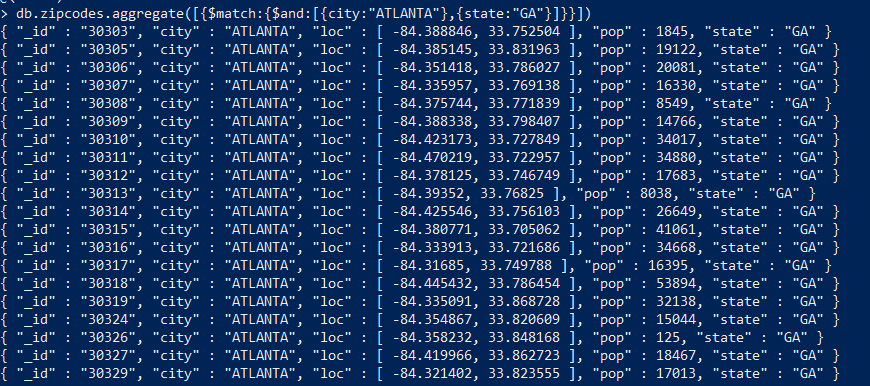 > db.zipcodes.aggregate([{$match:{$and:[{city:"ATLANTA"},{state:"GA"}]}}])
{ "_id" : "30303", "city" : "ATLANTA", "loc" : [ -84.388846, 33.752504 ], "pop" : 1845, "state" : "GA" }
{ "_id" : "30305", "city" : "ATLANTA", "loc" : [ -84.385145, 33.831963 ], "pop" : 19122, "state" : "GA" }
{ "_id" : "30306", "city" : "ATLANTA", "loc" : [ -84.351418, 33.786027 ], "pop" : 20081, "state" : "GA" }
{ "_id" : "30307", "city" : "ATLANTA", "loc" : [ -84.335957, 33.769138 ], "pop" : 16330, "state" : "GA" }
{ "_id" : "30308", "city" : "ATLANTA", "loc" : [ -84.375744, 33.771839 ], "pop" : 8549, "state" : "GA" }
{ "_id" : "30309", "city" : "ATLANTA", "loc" : [ -84.388338, 33.798407 ], "pop" : 14766, "state" : "GA" }
{ "_id" : "30310", "city" : "ATLANTA", "loc" : [ -84.423173, 33.727849 ], "pop" : 34017, "state" : "GA" }
{ "_id" : "30311", "city" : "ATLANTA", "loc" : [ -84.470219, 33.722957 ], "pop" : 34880, "state" : "GA" }
{ "_id" : "30312", "city" : "ATLANTA", "loc" : [ -84.378125, 33.746749 ], "pop" : 17683, "state" : "GA" }
{ "_id" : "30313", "city" : "ATLANTA", "loc" : [ -84.39352, 33.76825 ], "pop" : 8038, "state" : "GA" }
{ "_id" : "30314", "city" : "ATLANTA", "loc" : [ -84.425546, 33.756103 ], "pop" : 26649, "state" : "GA" }
{ "_id" : "30315", "city" : "ATLANTA", "loc" : [ -84.380771, 33.705062 ], "pop" : 41061, "state" : "GA" }
{ "_id" : "30316", "city" : "ATLANTA", "loc" : [ -84.333913, 33.721686 ], "pop" : 34668, "state" : "GA" }
{ "_id" : "30317", "city" : "ATLANTA", "loc" : [ -84.31685, 33.749788 ], "pop" : 16395, "state" : "GA" }
{ "_id" : "30318", "city" : "ATLANTA", "loc" : [ -84.445432, 33.786454 ], "pop" : 53894, "state" : "GA" }
{ "_id" : "30319", "city" : "ATLANTA", "loc" : [ -84.335091, 33.868728 ], "pop" : 32138, "state" : "GA" }
{ "_id" : "30324", "city" : "ATLANTA", "loc" : [ -84.354867, 33.820609 ], "pop" : 15044, "state" : "GA" }
{ "_id" : "30326", "city" : "ATLANTA", "loc" : [ -84.358232, 33.848168 ], "pop" : 125, "state" : "GA" }
{ "_id" : "30327", "city" : "ATLANTA", "loc" : [ -84.419966, 33.862723 ], "pop" : 18467, "state" : "GA" }
{ "_id" : "30329", "city" : "ATLANTA", "loc" : [ -84.321402, 33.823555 ], "pop" : 17013, "state" : "GA" }